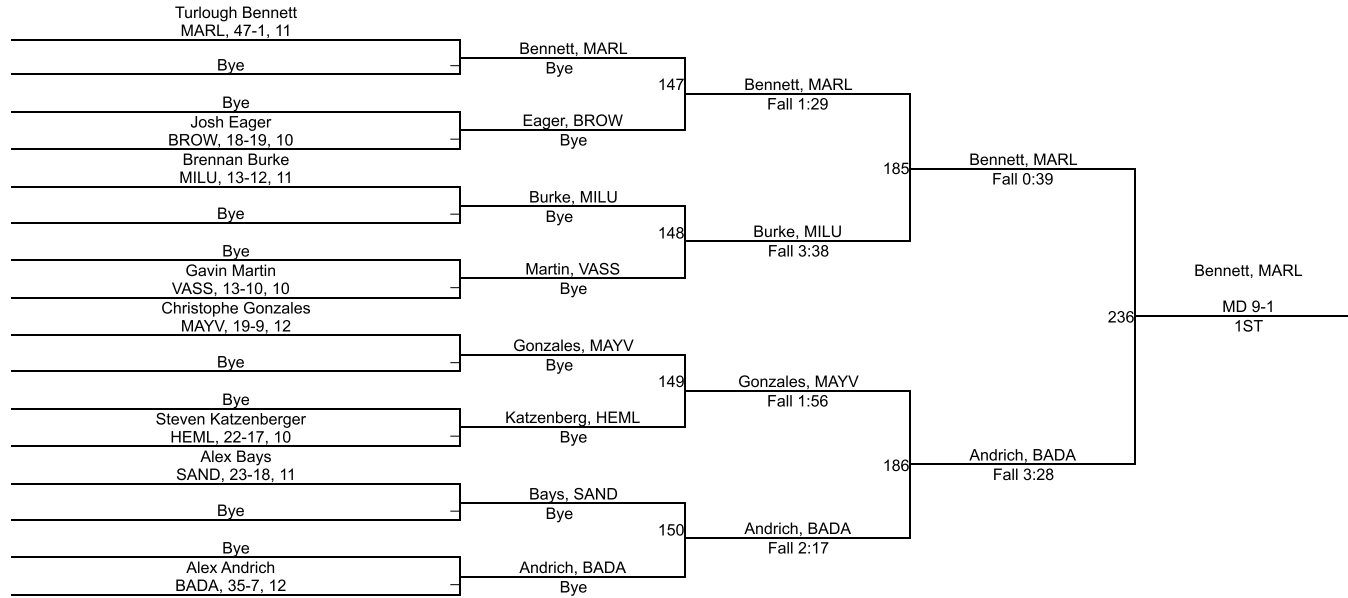 Turlough Bennett
MARL, 47-1, 11
Bye
Bye
Josh Eager
BROW, 18-19, 10
Brennan Burke
MILU, 13-12, 11
Bye
Bye
Gavin Martin
VASS, 13-10, 10
Christophe Gonzales
MAYV, 19-9, 12
Bye
Bye
Steven Katzenberger
HEML, 22-17, 10
Alex Bays
SAND, 23-18, 11
Bye
Bye
Alex Andrich
BADA, 35-7, 12
Bennett, MARL
Bye
147
Eager, BROW
Bye
Burke, MILU
Bye
148
Martin, VASS
Bye
Gonzales, MAYV
Bye
149
Katzenberg, HEML
Bye
Bays, SAND
Bye
150
Andrich, BADA
Bye
Bennett, MARL
Fall 1:29
185
Burke, MILU
Fall 3:38
Gonzales, MAYV
Fall 1:56
186
Andrich, BADA
Fall 2:17
Bennett, MARL
Fall 0:39
236
Andrich, BADA
Fall 3:28
Bennett, MARL
MD 9-1
1ST